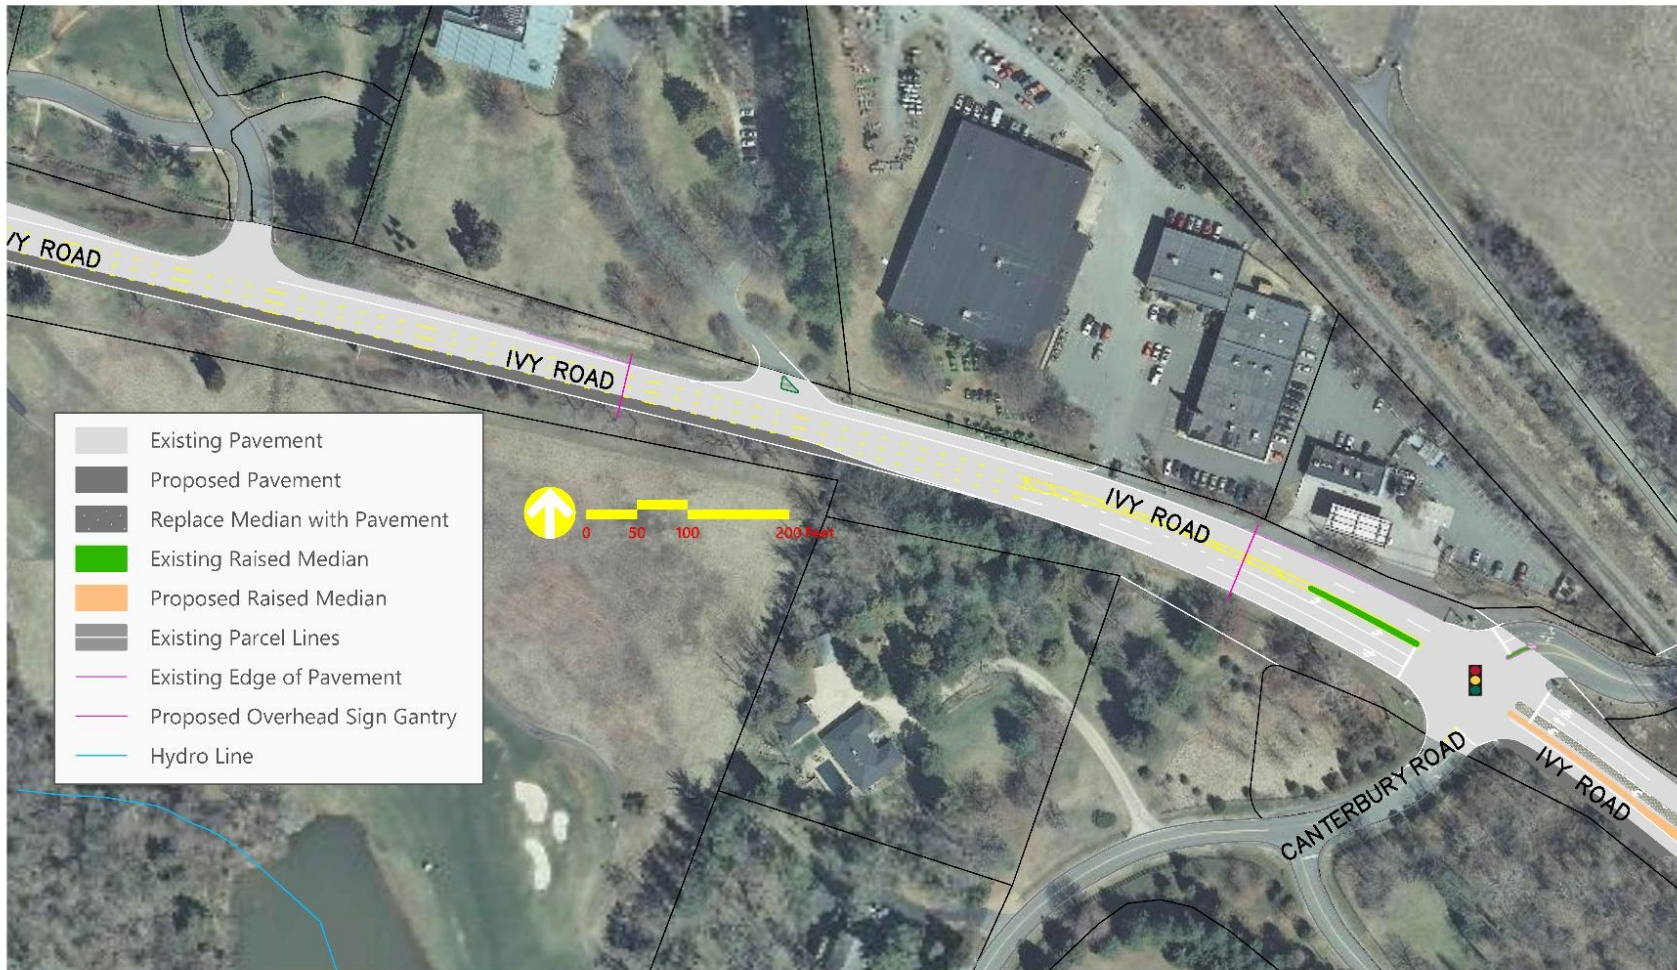 VY ROAD
IVY ROAD
IVY ROAD
Existing Pavement
Proposed Pavement
Replace Median with Pavement
Existing Raised Median
Proposed Raised Median
Existing Parcel Lines
Existing Edge of Pavement
Proposed Overhead Sign Gantry
Hydro Line
0 50 100 200 Feet
CANTERBURY ROAD
IVY ROAD